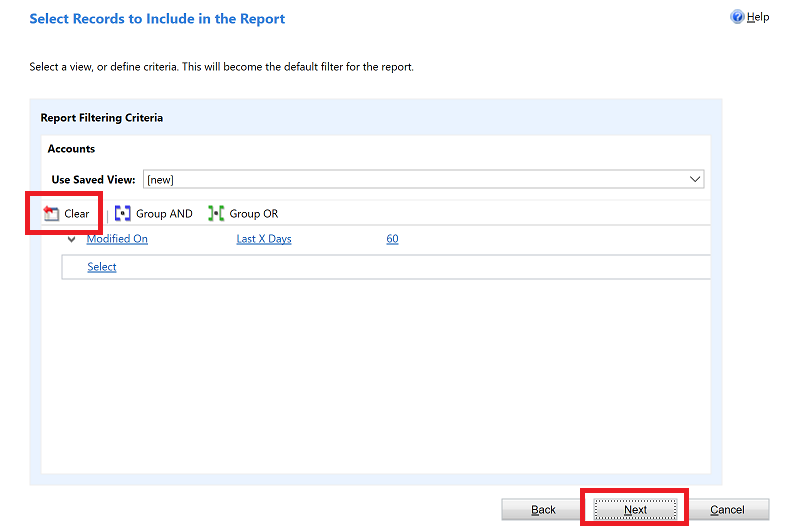 Select Records to Include in the Report
Help
Select a view, or define criteria. This will become the default filter for the report.
Report Filtering Criteria
Accounts
Use Saved View: [new]
Clear Group AND Group OR
Modified On Last X Days 60
Select
Back Next Cancel